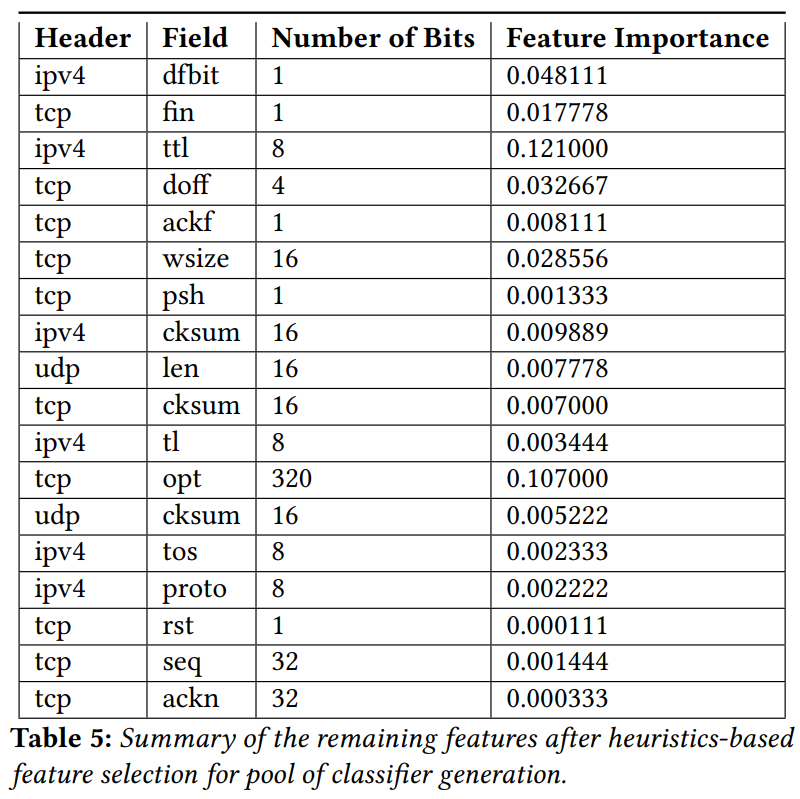 Header Field Number of Bits Feature Importance
ipv4 dfbit 1 0.048111
tcp fin 1 0.017778
ipv4 ttl 8 0.121000
tcp doff 4 0.032667
tcp ackf 1 0.008111
tcp wsize 16 0.028556
tcp psh 1 0.001333
ipv4 cksum 16 0.009889
udp len 16 0.007778
tcp cksum 16 0.007000
ipv4 tl 8 0.003444
tcp opt 320 0.107000
udp cksum 16 0.005222
ipv4 tos 8 0.002333
ipv4 proto 8 0.002222
tcp rst 1 0.000111
tcp seq 32 0.001444
tcp ackn 32 0.000333
Table 5: Summary of the remaining features after heuristics-based
feature selection for pool of classifier generation.